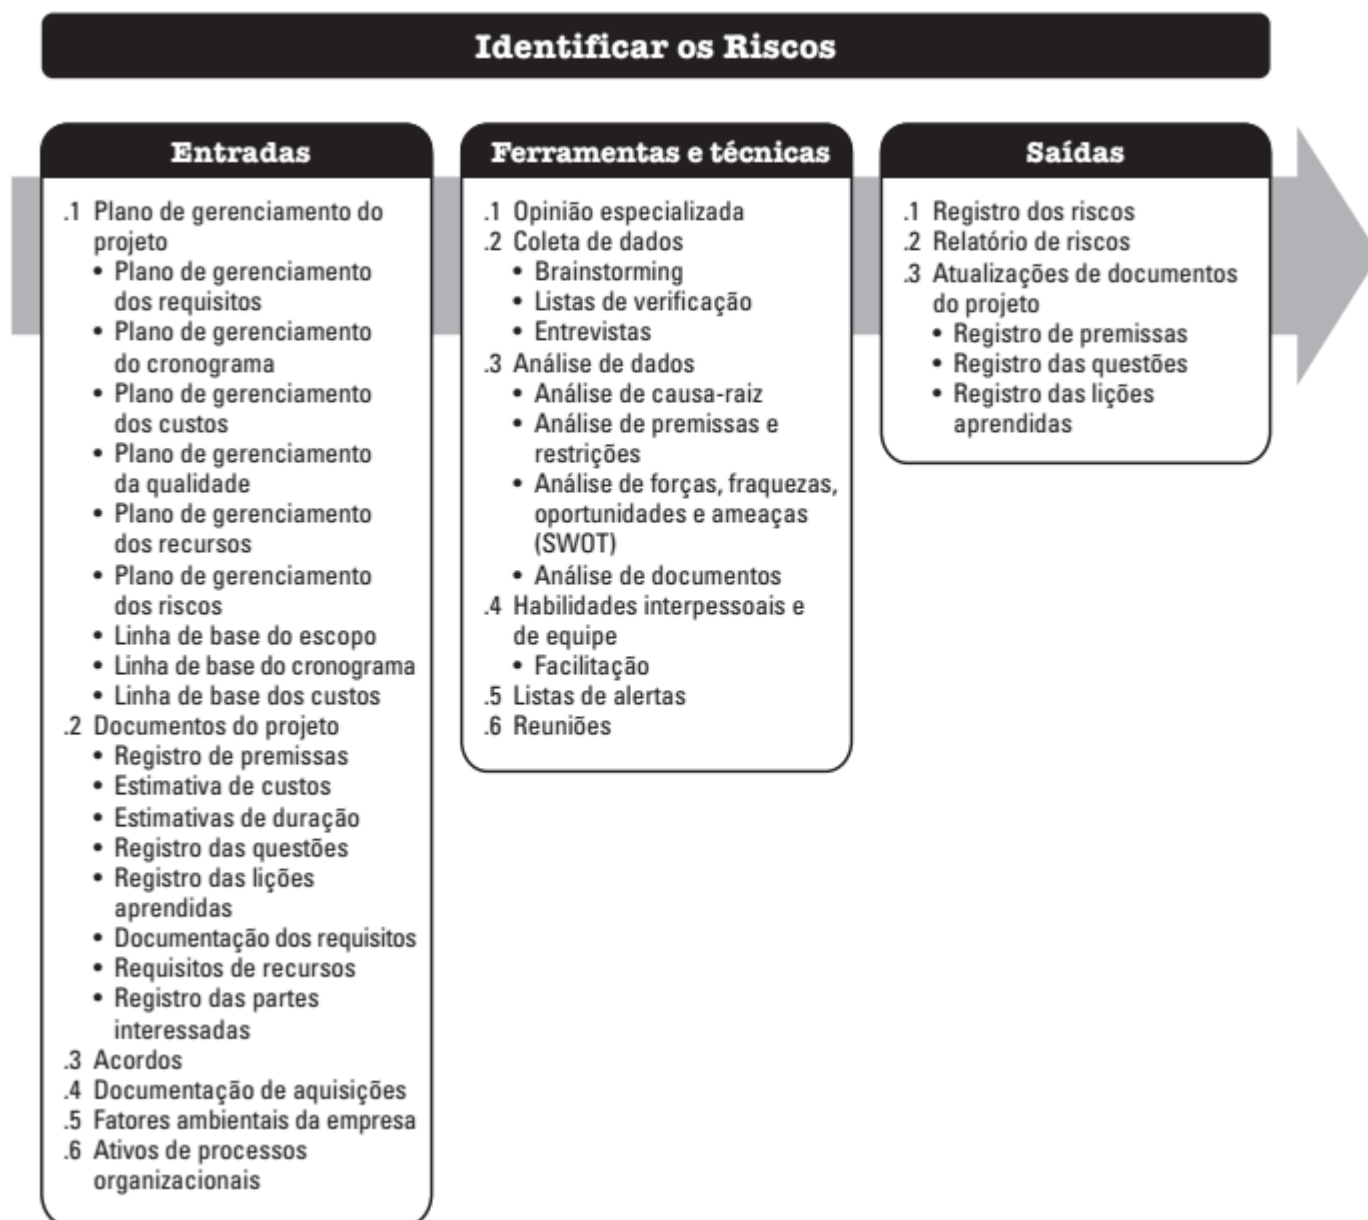 Identificar os Riscos
Entradas
.1 Plano de gerenciamento do
projeto
• Plano de gerenciamento
dos requisitos
• Plano de gerenciamento
do cronograma
• Plano de gerenciamento
dos custos
• Plano de gerenciamento
da qualidade
• Plano de gerenciamento
dos recursos
• Plano de gerenciamento
dos riscos
• Linha de base do escopo
• Linha de base do cronograma
• Linha de base dos custos
.2 Documentos do projeto
• Registro de premissas
• Estimativa de custos
• Estimativas de duração
• Registro das questões
• Registro das lições
aprendidas
• Documentação dos requisitos
• Requisitos de recursos
• Registro das partes
interessadas
.3 Acordos
.4 Documentação de aquisições
.5 Fatores ambientais da empresa
.6 Ativos de processos
organizacionais
Ferramentas e técnicas
.1 Opinião especializada
.2 Coleta de dados
• Brainstorming
• Listas de verificação
• Entrevistas
.3 Análise de dados
• Análise de causa-raiz
• Análise de premissas e
restrições
• Análise de forças, fraquezas,
oportunidades e ameaças
(SWOT)
• Análise de documentos
.4 Habilidades interpessoais e
de equipe
• Facilitação
.5 Listas de alertas
.6 Reuniões
Saídas
.1 Registro dos riscos
.2 Relatório de riscos
.3 Atualizações de documentos
do projeto
• Registro de premissas
• Registro das questões
• Registro das lições
aprendidas